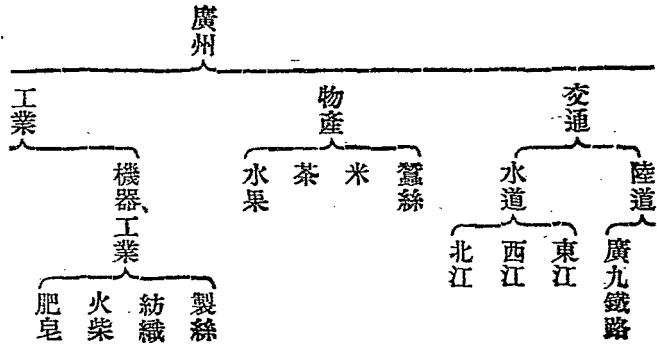 廣州
交通
陸道
廣九鐵路
水道
東江
西江
北江
物產
蠶絲
米
茶
水果
工業
機器工業
製絲
紡織
火柴
肥皂